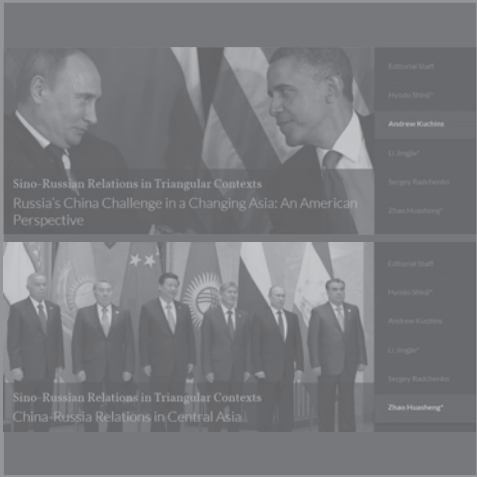 Editorial Staff
Hyodo Shinji*
Andrew Kuchins
Li Jingjie*
Sergey Radchenko
Zhao Huasheng*
Sino-Russian Relations in Triangular Contexts
Russia's China Challenge in a Changing Asia: An American
Perspective
Editorial Staff
Hyodo Shinji*
Andrew Kuchins
Li Jingjie*
Sergey Radchenko
Zhao Huasheng*
Sino-Russian Relations in Triangular Contexts
China-Russia Relations in Central Asia